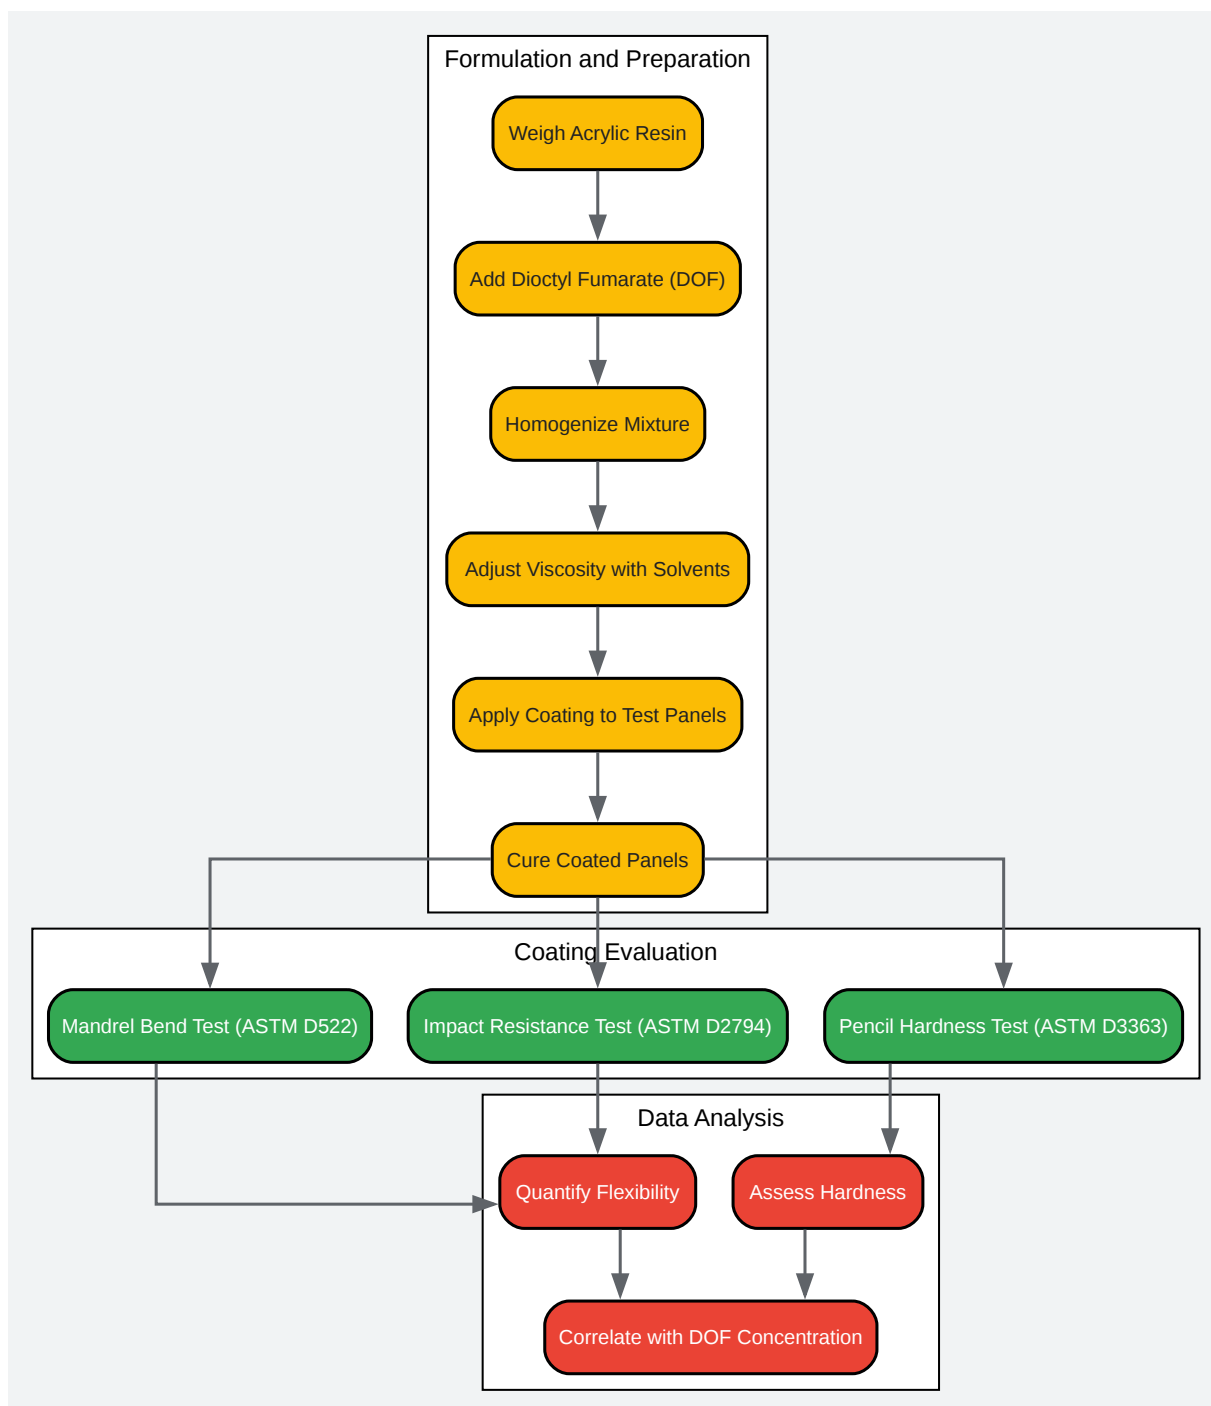 Formulation and Preparation
Weigh Acrylic Resin
Add Dioctyl Fumarate (DOF)
Homogenize Mixture
Adjust Viscosity with Solvents
Apply Coating to Test Panels
Cure Coated Panels
Coating Evaluation
Mandrel Bend Test (ASTM D522)
Impact Resistance Test (ASTM D2794)
Pencil Hardness Test (ASTM D3363)
Data Analysis
Quantify Flexibility
Assess Hardness
Correlate with DOF Concentration